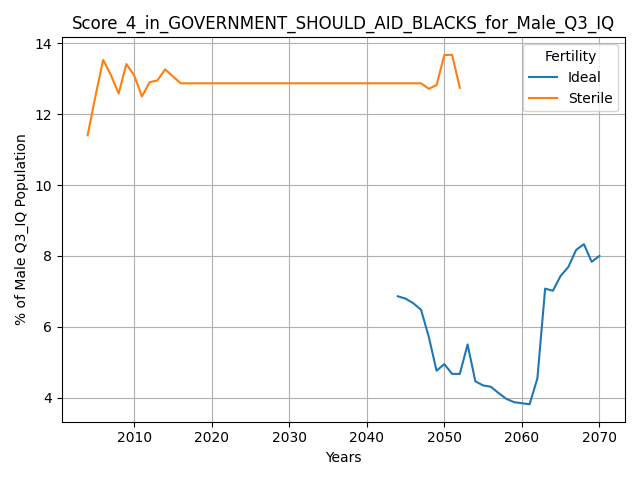 Score_4_in_GOVERNMENT_SHOULD_AID_BLACKS_for_Male_Q3_IQ
Fertility
Ideal
Sterile
% of Male Q3_IQ Population
14
12
10
8
6
4
2010 2020 2030 2040 2050 2060 2070
Years